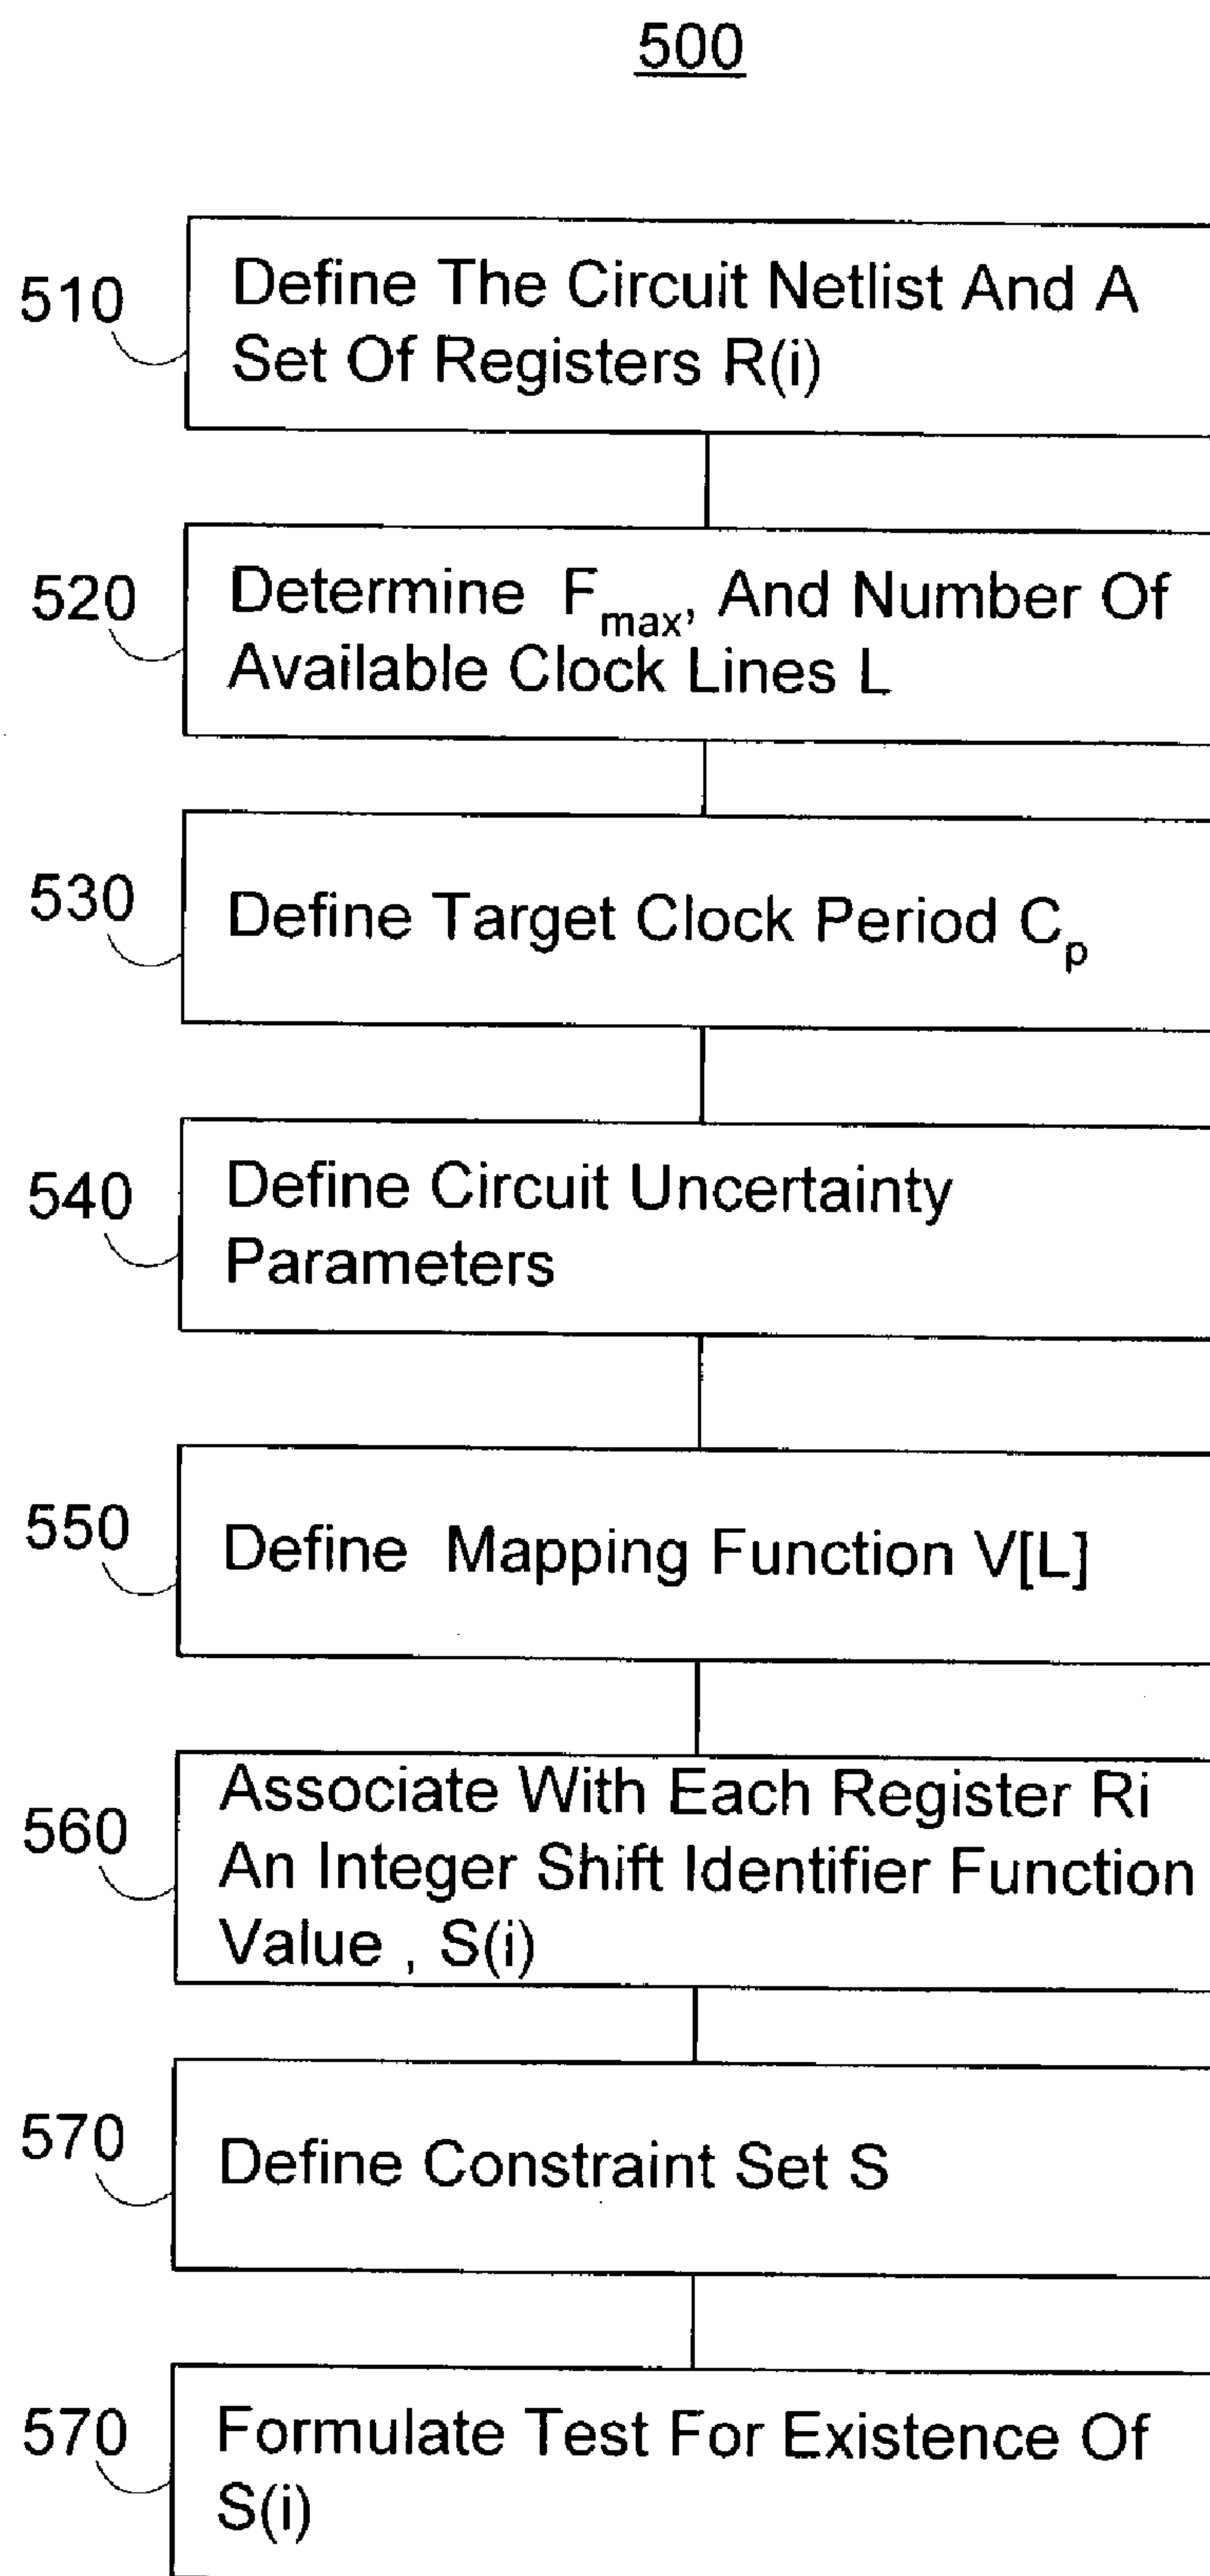 500
510
Define The Circuit Netlist And A
Set Of Registers R(i)
520
Determine Fmax, And Number Of
Available Clock Lines L
530
Define Target Clock Period Cp
540
Define Circuit Uncertainty
Parameters
550
Define Mapping Function V[L]
560
Associate With Each Register Ri
An Integer Shift Identifier Function
Value , S(i)
570
Define Constraint Set S
570
Formulate Test For Existence Of
S(i)